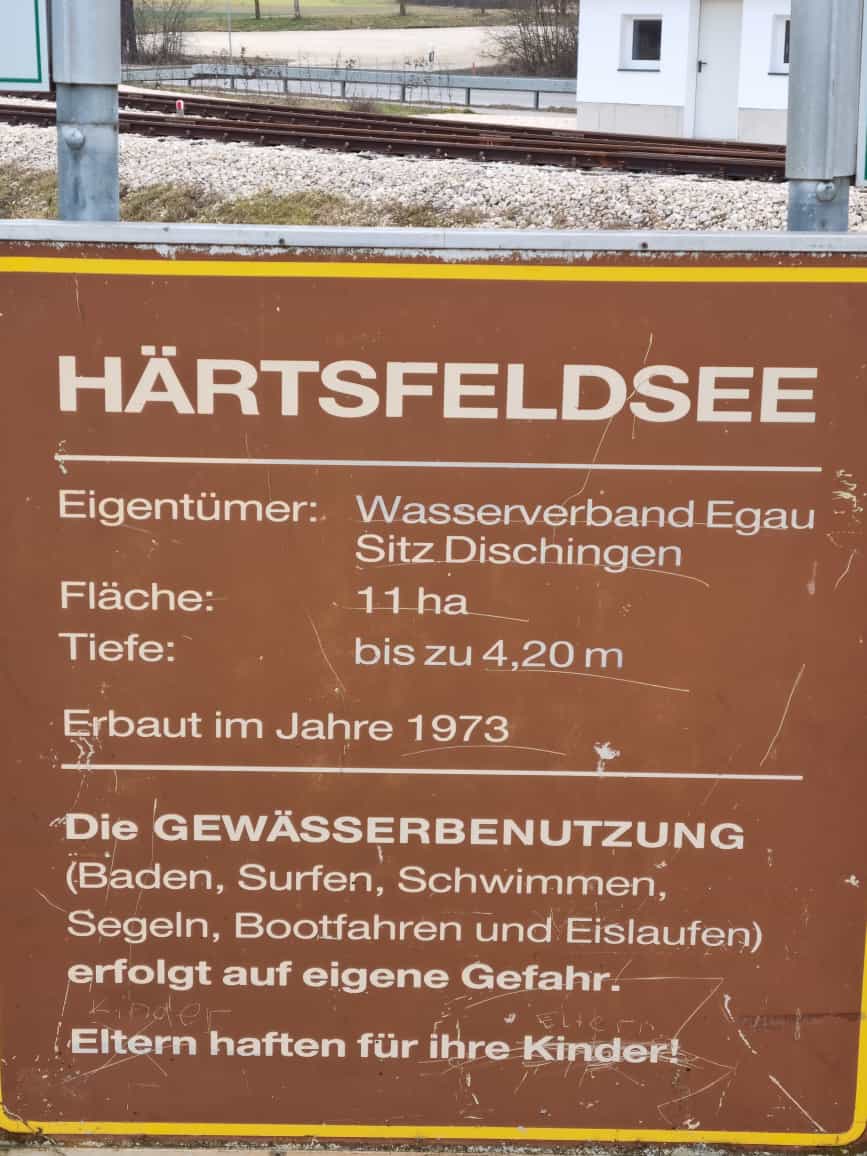 HÄRTSFELDSEE
Eigentümer: Wasserverband Egau
Sitz Dischingen
Fläche: 11 ha
Tiefe: bis zu 4,20 m
Erbaut im Jahre 1973
Die GEWÄSSERBENUTZUNG
(Baden, Surfen, Schwimmen,
Segeln, Bootfahren und Eislaufen)
erfolgt auf eigene Gefahr.
Kinder Eltern
Eltern haften für ihre Kinder!